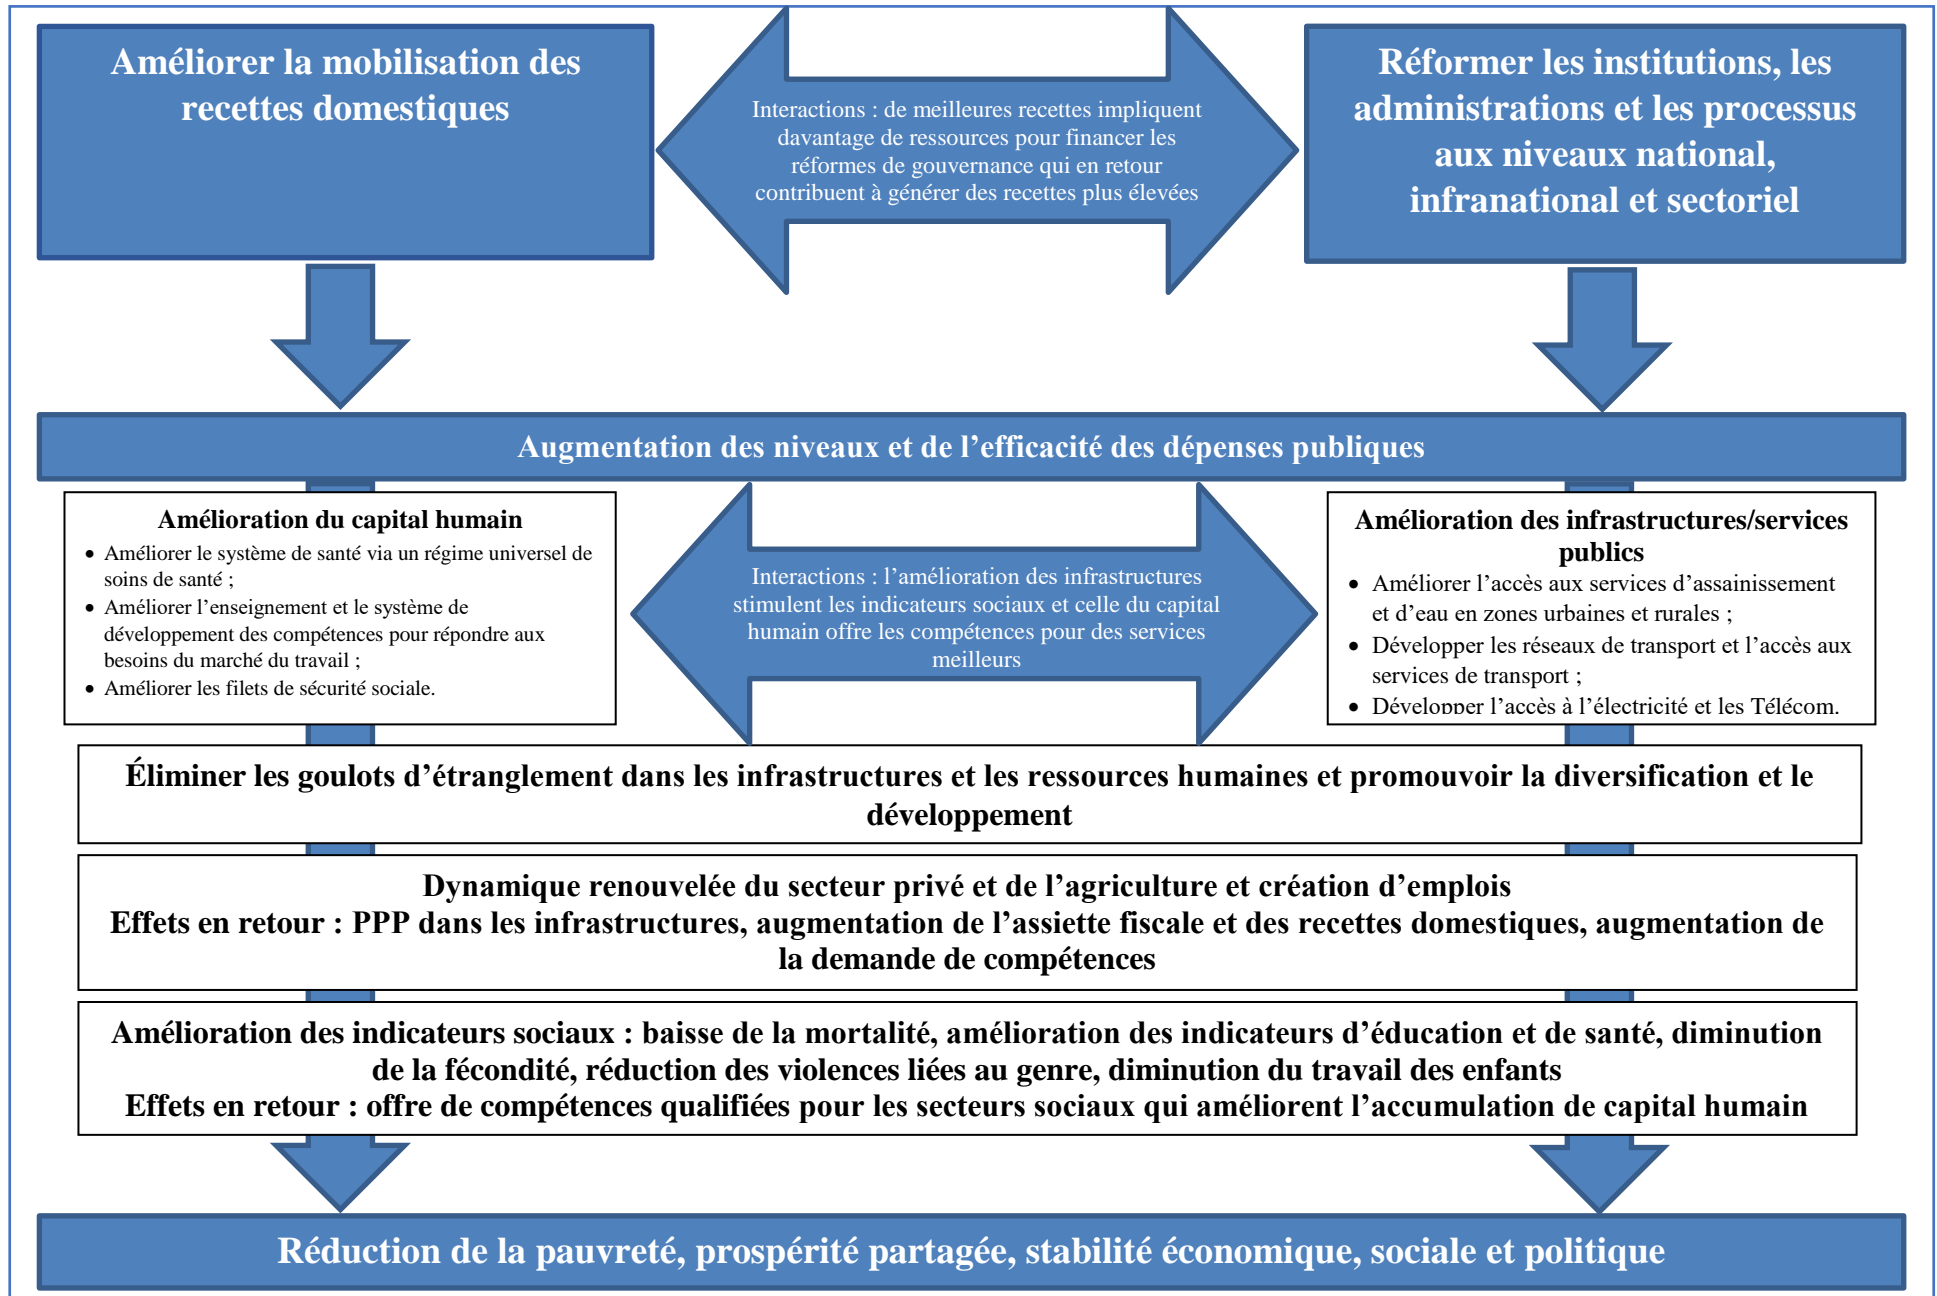 Améliorer la mobilisation des
recettes domestiques
Interactions : de meilleures recettes impliquent
davantage de ressources pour financer les
réformes de gouvernance qui en retour
contribuent à générer des recettes plus élevées
Réformer les institutions, les
administrations et les processus
aux niveaux national,
infranational et sectoriel
Augmentation des niveaux et de l’efficacité des dépenses publiques
Amélioration du capital humain
• Améliorer le système de santé via un régime universel de
soins de santé ;
• Améliorer l’enseignement et le système de
développement des compétences pour répondre aux
besoins du marché du travail ;
• Améliorer les filets de sécurité sociale.
Interactions : l’amélioration des infrastructures
stimulent les indicateurs sociaux et celle du capital
humain offre les compétences pour des services
meilleurs
Amélioration des infrastructures/services
publics
• Améliorer l’accès aux services d’assainissement
et d’eau en zones urbaines et rurales ;
• Développer les réseaux de transport et l’accès aux
services de transport ;
• Développer l’accès à l’électricité et les Télécom.
Éliminer les goulots d’étranglement dans les infrastructures et les ressources humaines et promouvoir la diversification et le
développement
Dynamique renouvelée du secteur privé et de l’agriculture et création d’emplois
Effets en retour : PPP dans les infrastructures, augmentation de l’assiette fiscale et des recettes domestiques, augmentation de
la demande de compétences
Amélioration des indicateurs sociaux : baisse de la mortalité, amélioration des indicateurs d’éducation et de santé, diminution
de la fécondité, réduction des violences liées au genre, diminution du travail des enfants
Effets en retour : offre de compétences qualifiées pour les secteurs sociaux qui améliorent l’accumulation de capital humain
Réduction de la pauvreté, prospérité partagée, stabilité économique, sociale et politique